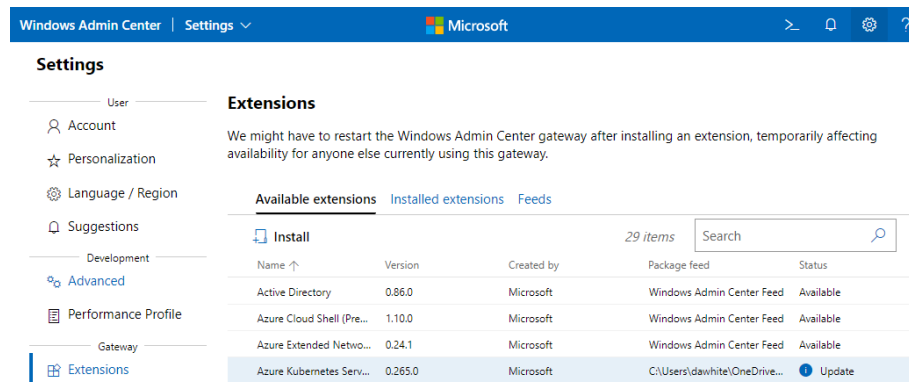 Windows Admin Center | Settings
Microsoft
Settings
User
Account
Personalization
Language / Region
Suggestions
Development
Advanced
Performance Profile
Gateway
Extensions
Extensions
We might have to restart the Windows Admin Center gateway after installing an extension, temporarily affecting
availability for anyone else currently using this gateway.
Available extensions Installed extensions Feeds
Install 29 items Search
Name ↑ Version Created by Package feed Status
Active Directory 0.86.0 Microsoft Windows Admin Center Feed Available
Azure Cloud Shell (Pre... 1.10.0 Microsoft Windows Admin Center Feed Available
Azure Extended Netwo... 0.24.1 Microsoft Windows Admin Center Feed Available
Azure Kubernetes Serv... 0.265.0 Microsoft C:\Users\dawhite\OneDrive... Update